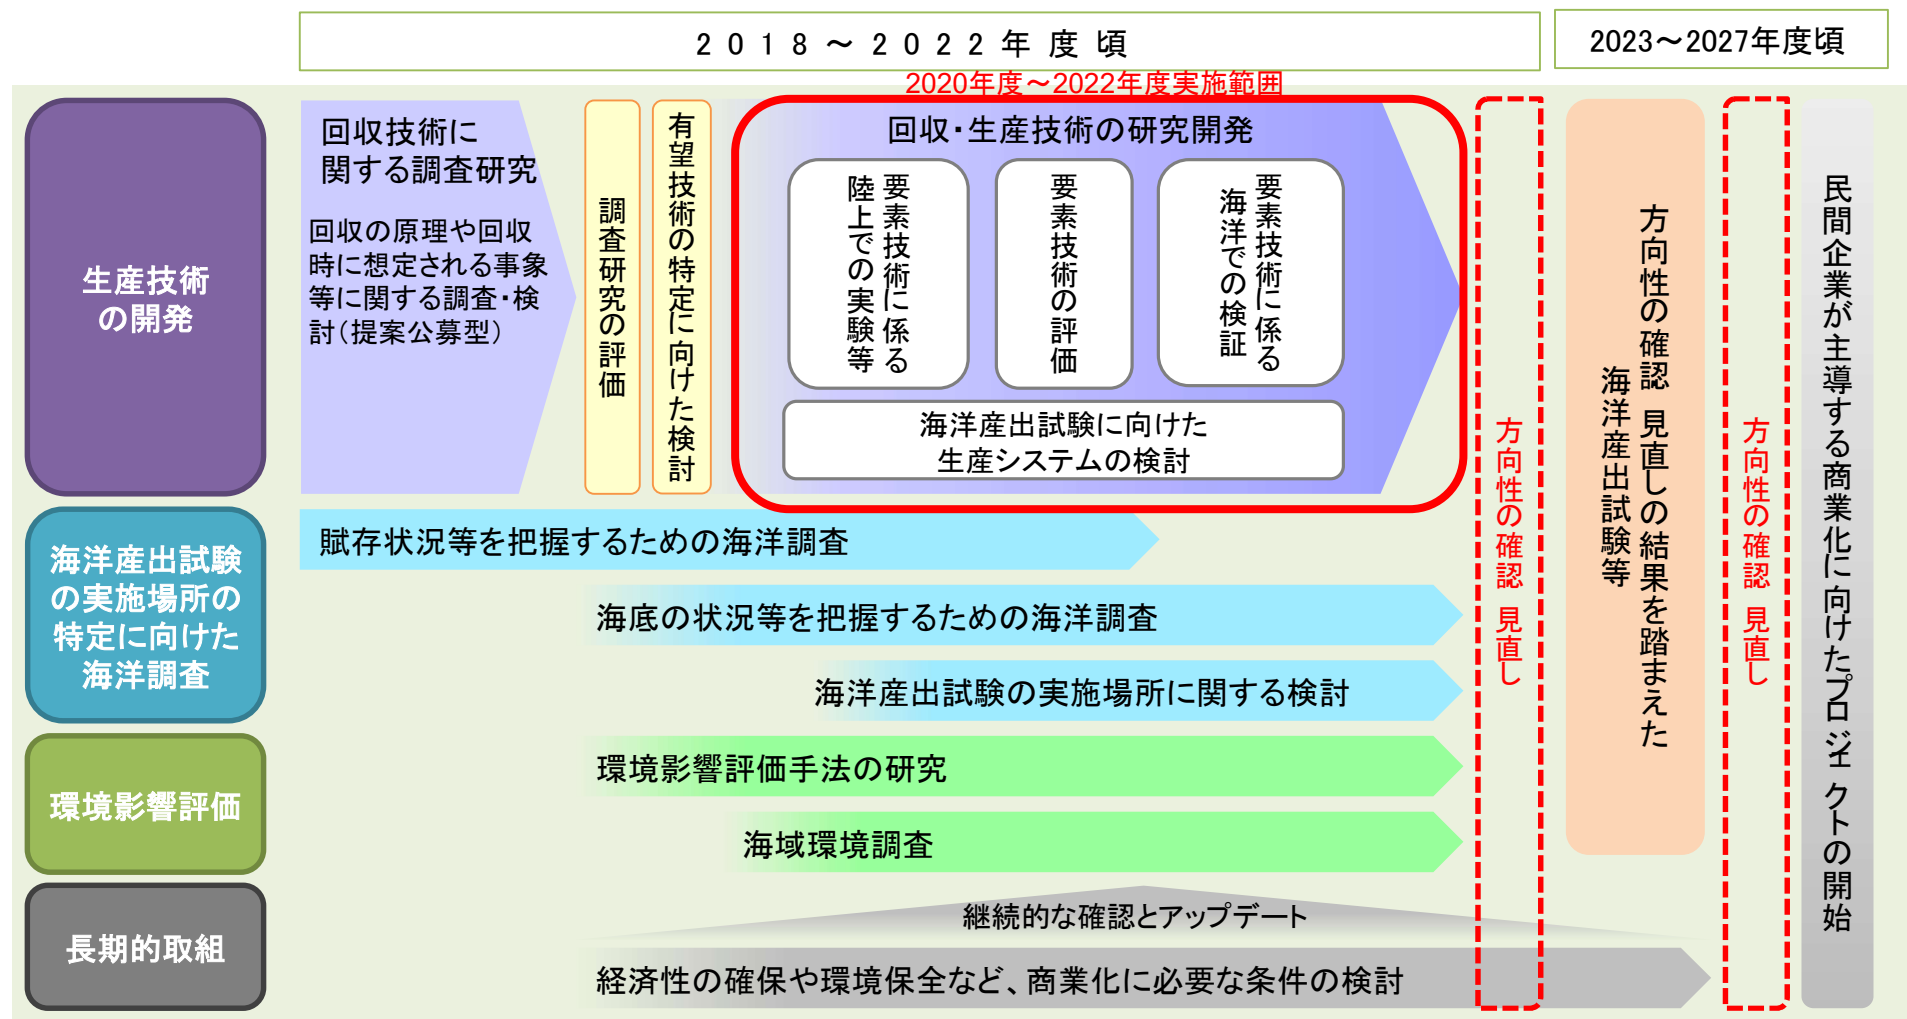 2018～2022年度頃
2023～2027年度頃
2020年度～2022年度実施範囲
生産技術
の開発
回収技術に
関する調査研究
回収の原理や回収
時に想定される事象
等に関する調査・検
討（提案公募型）
調査研究の評価
有望技術の特定に向けた検討
回収・生産技術の研究開発
要素技術に係る
陸上での実験等
要素技術の評価
要素技術に係る
海洋での検証
海洋産出試験に向けた
生産システムの検討
方向性の確認 見直し
方向性の確認 見直しの結果を踏まえた
海洋産出試験等
方向性の確認 見直し
民間企業が主導する商業化に向けたプロジェクトの開始
海洋産出試験
の実施場所の
特定に向けた
海洋調査
賦存状況等を把握するための海洋調査
海底の状況等を把握するための海洋調査
海洋産出試験の実施場所に関する検討
環境影響評価
環境影響評価手法の研究
海域環境調査
長期的取組
継続的な確認とアップデート
経済性の確保や環境保全など、商業化に必要な条件の検討